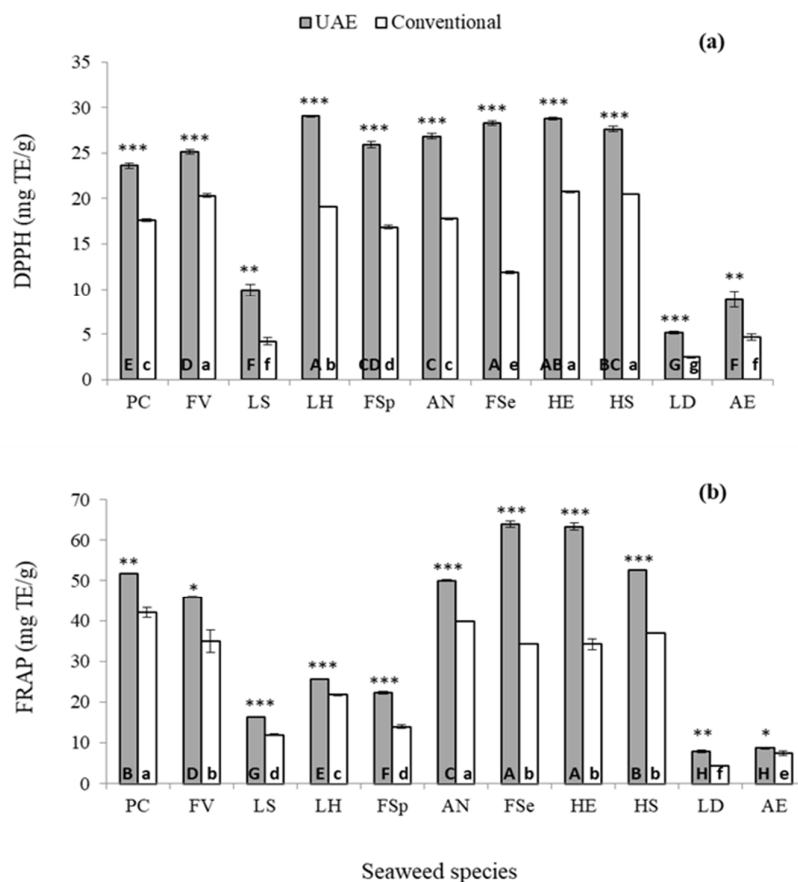 UAE Conventional
(a)
DPPH (mg TE/g)
35
30
25
20
15
10
5
0
*** *** ** *** *** *** *** *** *** *** **
E c D a F f A b CD d C c A e AB a BC a G g F f
PC FV LS LH FSp AN FSe HE HS LD AE
(b)
FRAP (mg TE/g)
70
60
50
40
30
20
10
0
** * *** *** *** *** *** *** *** ** *
B a D b G d E c F d C a A b A b B b H f H e
PC FV LS LH FSp AN FSe HE HS LD AE
Seaweed species